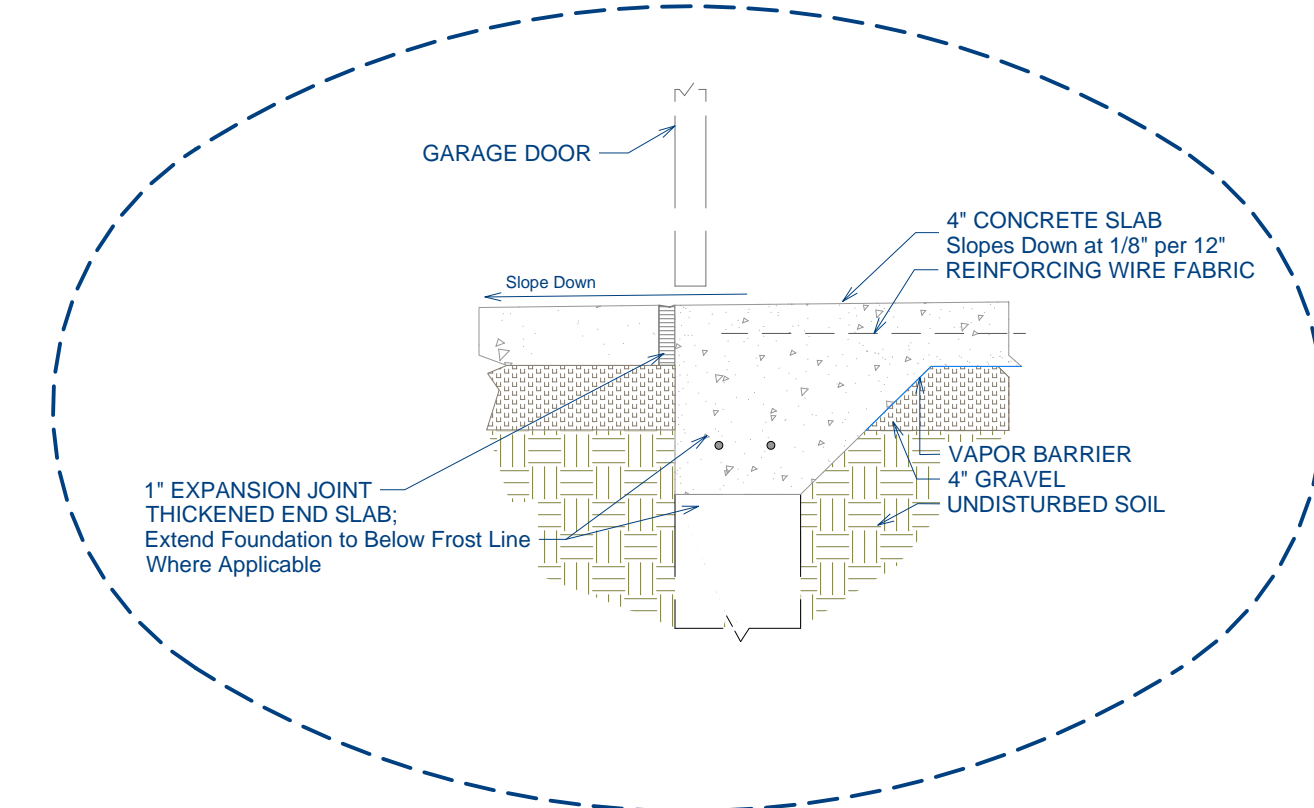 GARAGE DOOR
4" CONCRETE SLAB
Slopes Down at 1/8" per 12"
REINFORCING WIRE FABRIC
Slope Down
VAPOR BARRIER
4" GRAVEL
UNDISTURBED SOIL
1" EXPANSION JOINT
THICKENED END SLAB;
Extend Foundation to Below Frost Line
Where Applicable